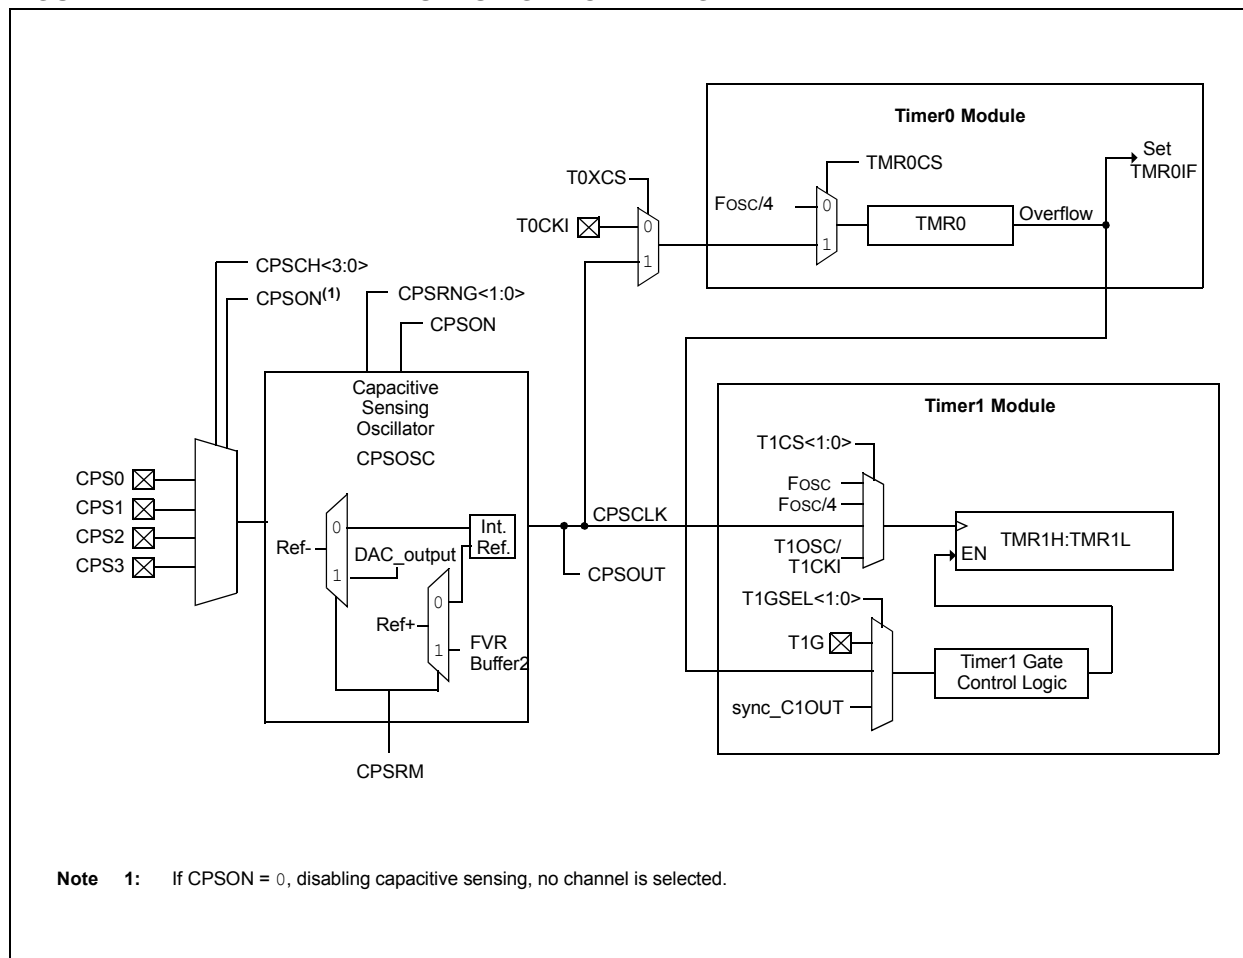 Timer0 Module
Set
TMR0IF
TMR0CS
T0XCS
FOSC/4
0
1
TMR0
Overflow
T0CKI
0
1
CPSCH<3:0>
CPSON(1)
CPSRNG<1:0>
CPSON
Capacitive
Sensing
Oscillator
CPSOSC
Timer1 Module
T1CS<1:0>
FOSC
FOSC/4
T1OSC/
T1CKI
TMR1H:TMR1L
EN
CPS0
CPS1
CPS2
CPS3
0
1
Ref-
DAC_output
Int.
Ref.
0
1
Ref+
FVR
Buffer2
CPSCLK
CPSOUT
T1GSEL<1:0>
T1G
Timer1 Gate
Control Logic
sync_C1OUT
CPSRM
Note 1: If CPSON = 0, disabling capacitive sensing, no channel is selected.